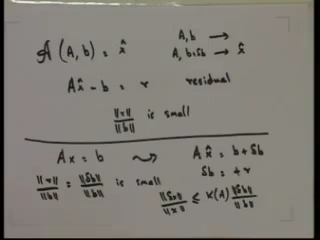 𝒜(A, b) = x̂
A, b →
A, b+δb → x̂
Ax̂ - b = r residual
||r||/||b|| is small
Ax = b ⇝ Ax̂ = b + δb
δb = +r
||r||/||b|| = ||δb||/||b|| is small
||δx||/||x|| ≤ K(A) ||δb||/||b||